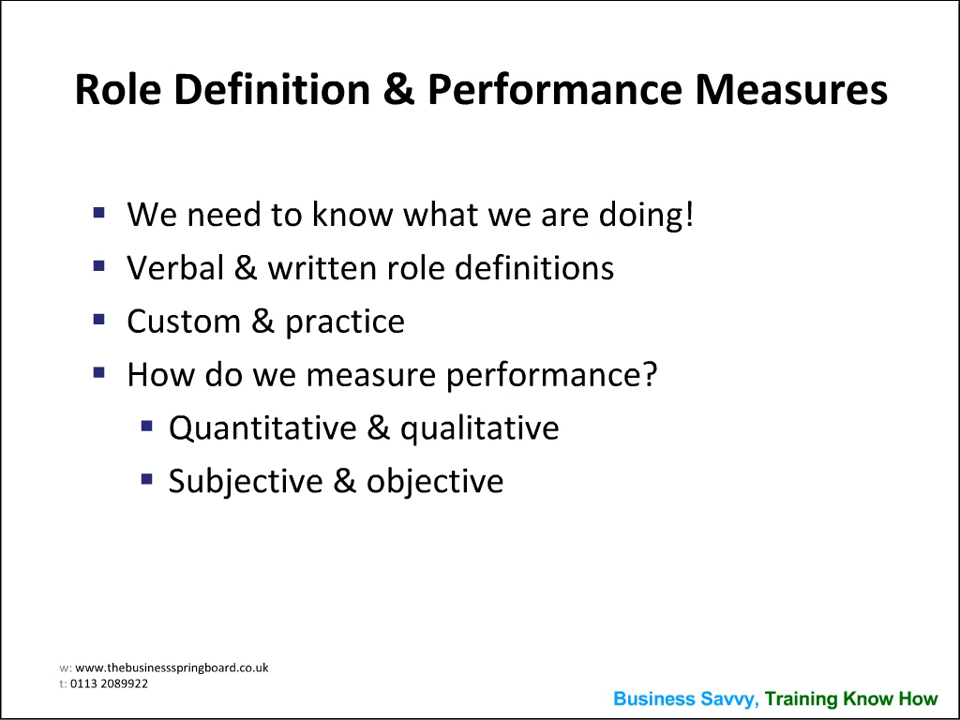 Role Definition & Performance Measures
We need to know what we are doing!
Verbal & written role definitions
Custom & practice
How do we measure performance?
Quantitative & qualitative
Subjective & objective
w: www.thebusinessspringboard.co.uk
t: 0113 2089922
Business Savvy, Training Know How